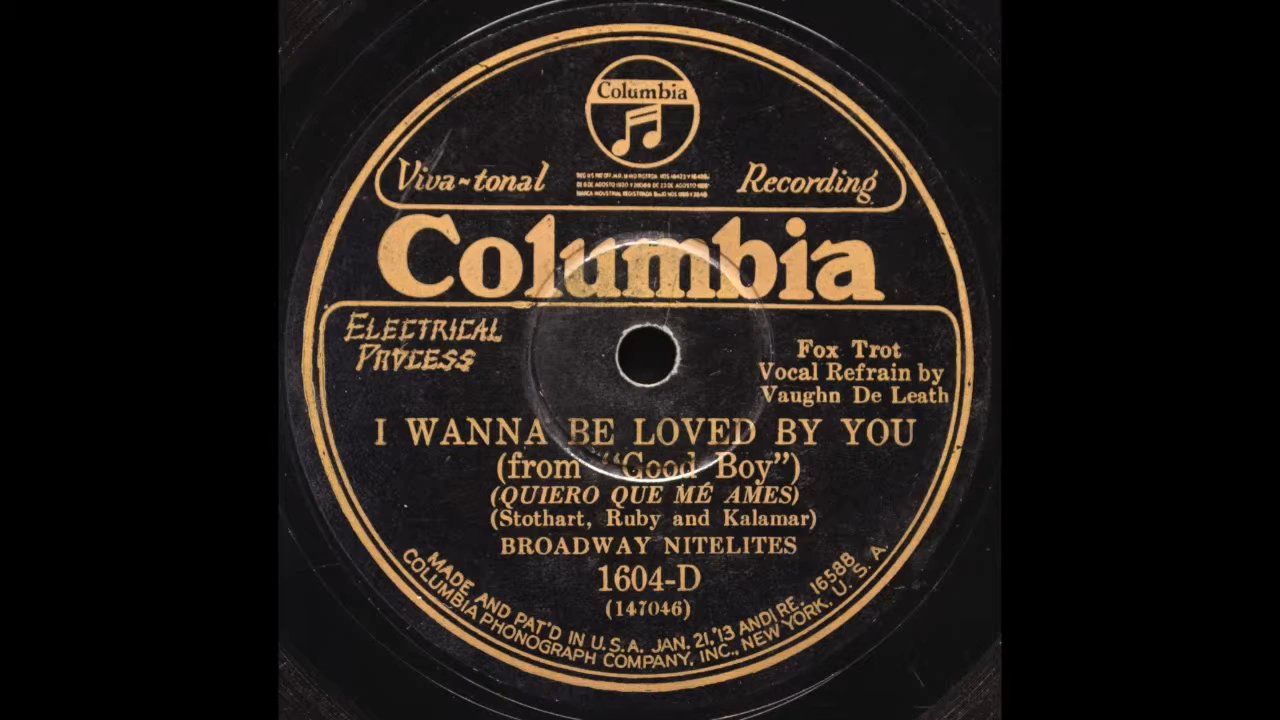 Columbia
Viva-tonal
Recording
Columbia
ELECTRICAL
PROCESS
Fox Trot
Vocal Refrain by
Vaughn De Leath
I WANNA BE LOVED BY YOU
(from "“Good Boy”)
(QUIERO QUE MÉ AMES)
(Stothart, Ruby and Kalamar)
BROADWAY NITELITES
1604-D
(147046)
MADE AND PAT'D IN U.S.A. JAN. 21,'13 AND RE. 16588
COLUMBIA PHONOGRAPH COMPANY, INC., NEW YORK, U. S. A.